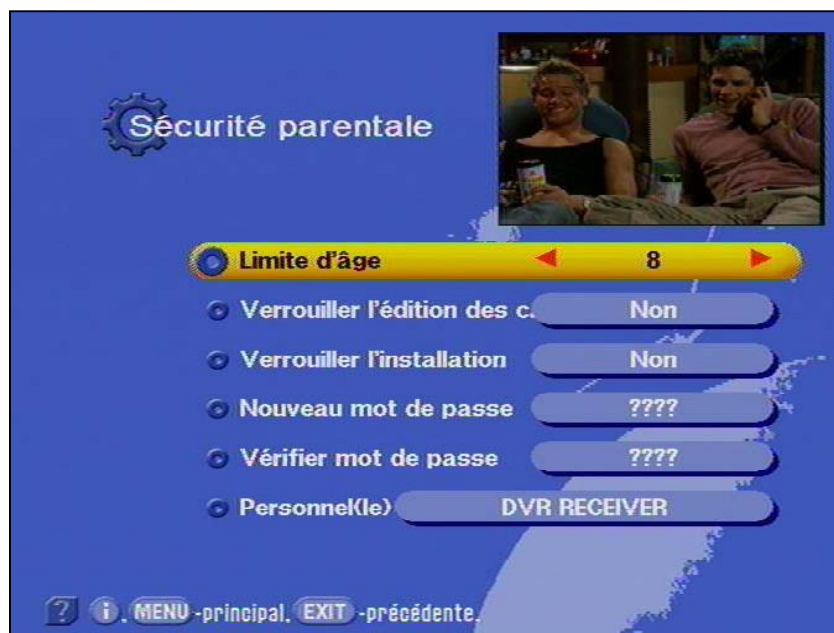 Sécurité parentale
Limite d'âge 8
Verrouiller l'édition des c. Non
Verrouiller l'installation Non
Nouveau mot de passe ????
Vérifier mot de passe ????
Personnel(le) DVR RECEIVER
? i. MENU -principal. EXIT -précédente.